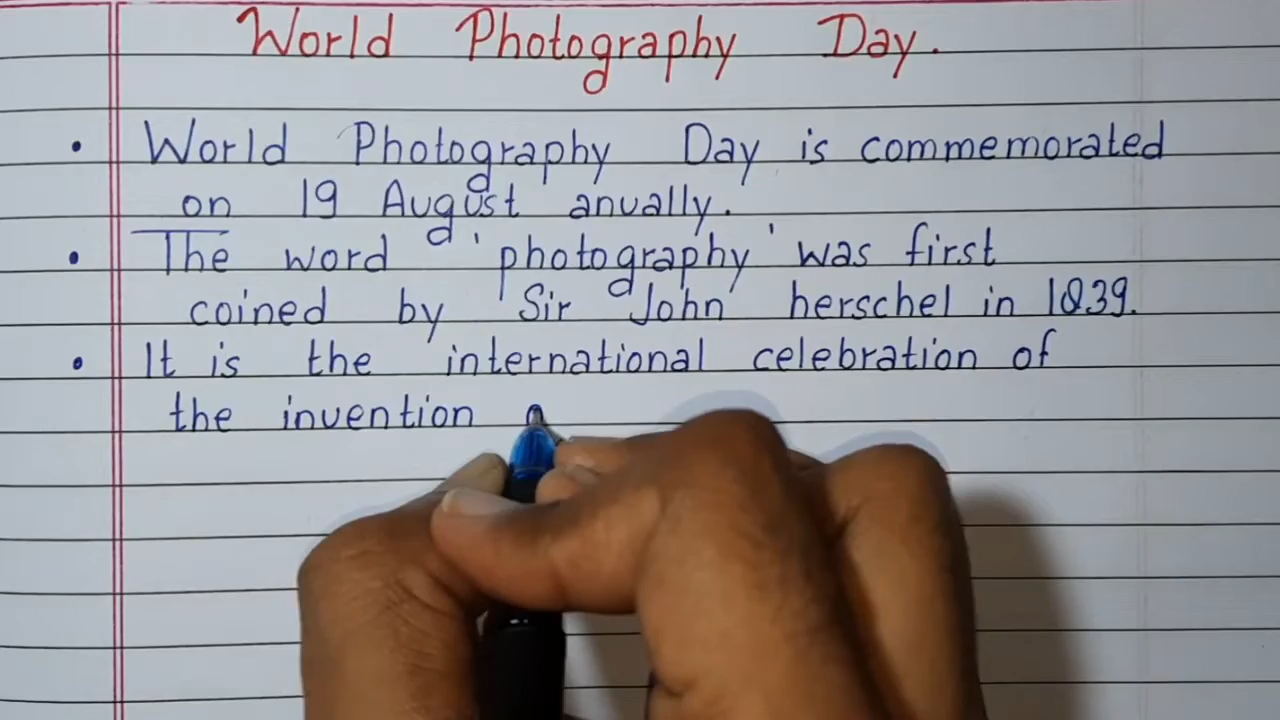 World Photography Day.
• World Photography Day is commemorated
on 19 August anually.
• The word 'photography' was first
coined by Sir John herschel in 1839.
• It is the international celebration of
the invention